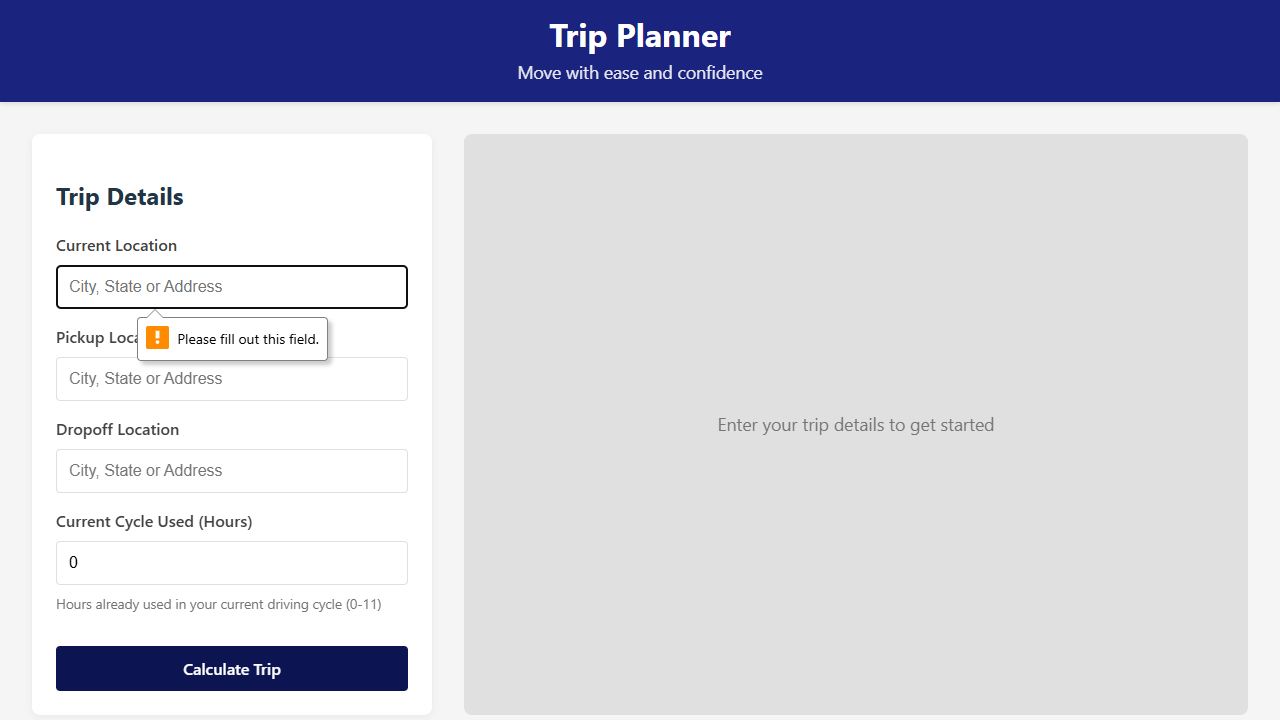 Trip Planner
Move with ease and confidence
Trip Details
Current Location
City, State or Address
Please fill out this field.
Pickup Loca
City, State or Address
Dropoff Location
City, State or Address
Current Cycle Used (Hours)
0
Hours already used in your current driving cycle (0-11)
Calculate Trip
Enter your trip details to get started